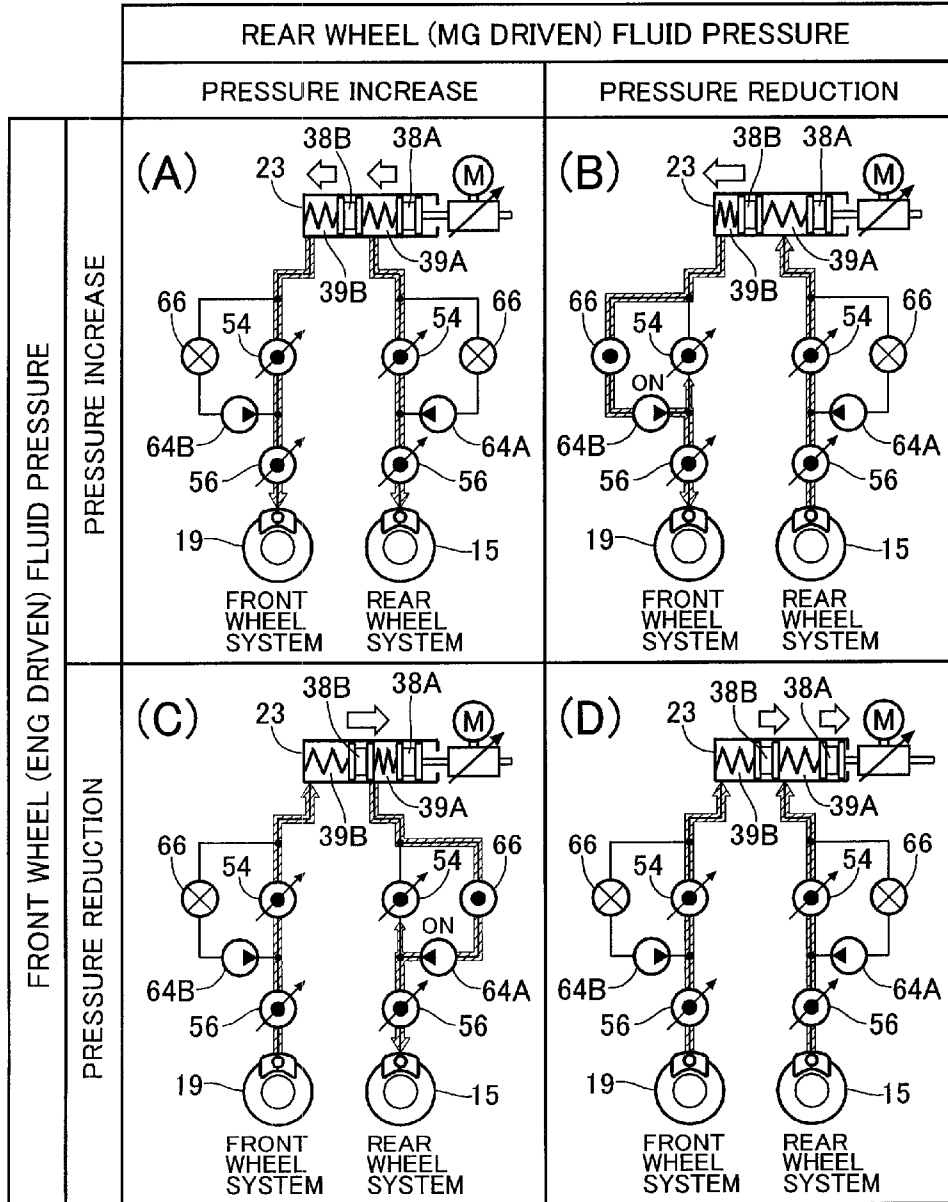 REAR WHEEL (MG DRIVEN) FLUID PRESSURE
PRESSURE INCREASE
PRESSURE REDUCTION
FRONT WHEEL (ENG DRIVEN) FLUID PRESSURE
PRESSURE INCREASE
(A)
38B
38A
23
M
39A
39B
66
54
54
66
64B
64A
56
56
19
15
FRONT
WHEEL
SYSTEM
REAR
WHEEL
SYSTEM
(B)
38B
38A
23
M
39A
39B
66
54
54
66
ON
64B
64A
56
56
19
15
FRONT
WHEEL
SYSTEM
REAR
WHEEL
SYSTEM
PRESSURE REDUCTION
(C)
38B
38A
23
M
39A
39B
66
54
54
66
ON
64B
64A
56
56
19
15
FRONT
WHEEL
SYSTEM
REAR
WHEEL
SYSTEM
(D)
38B
38A
23
M
39A
39B
66
54
54
66
64B
64A
56
56
19
15
FRONT
WHEEL
SYSTEM
REAR
WHEEL
SYSTEM